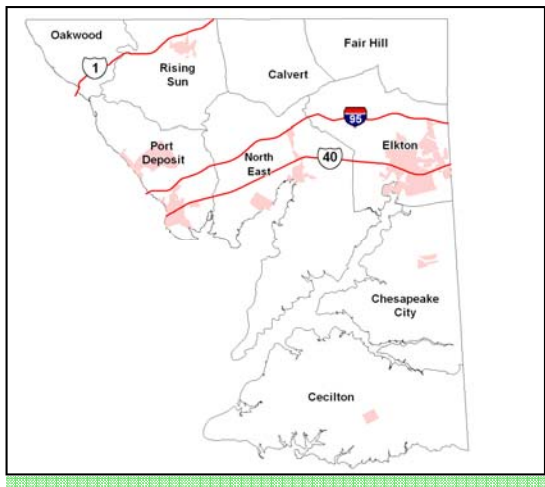 Oakwood
Fair Hill
1
Rising
Sun
Calvert
95
Port
Deposit
North
East
40
Elkton
Chesapeake
City
Cecilton